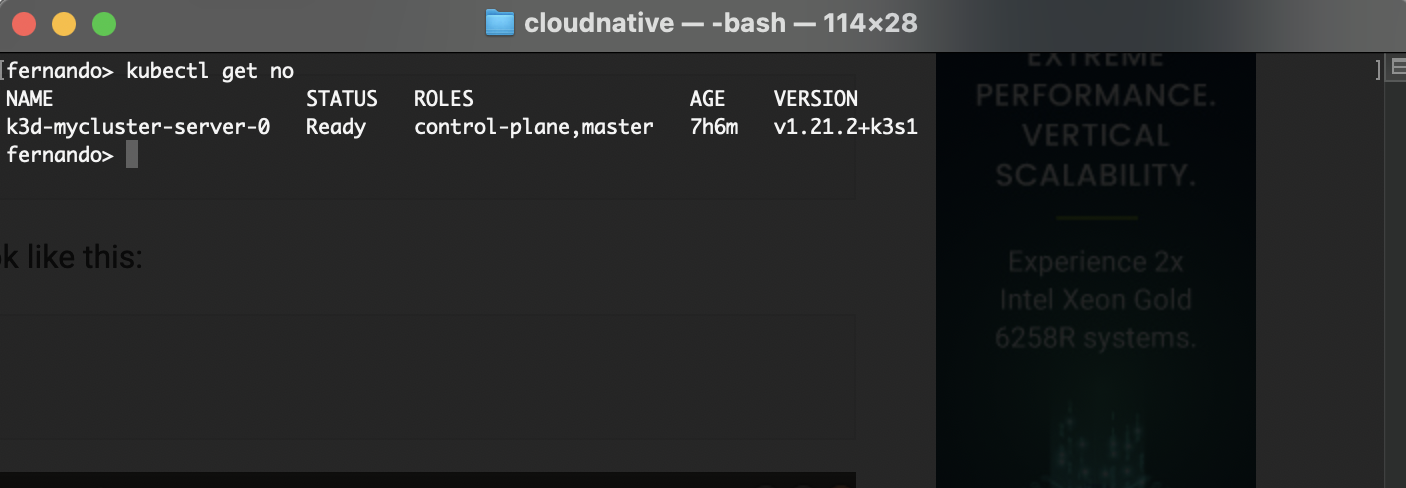 cloudnative — -bash — 114×28
[fernando> kubectl get no ]
NAME STATUS ROLES AGE VERSION
k3d-mycluster-server-0 Ready control-plane,master 7h6m v1.21.2+k3s1
fernando>
k like this:
EXTREME
PERFORMANCE.
VERTICAL
SCALABILITY.
Experience 2x
Intel Xeon Gold
6258R systems.